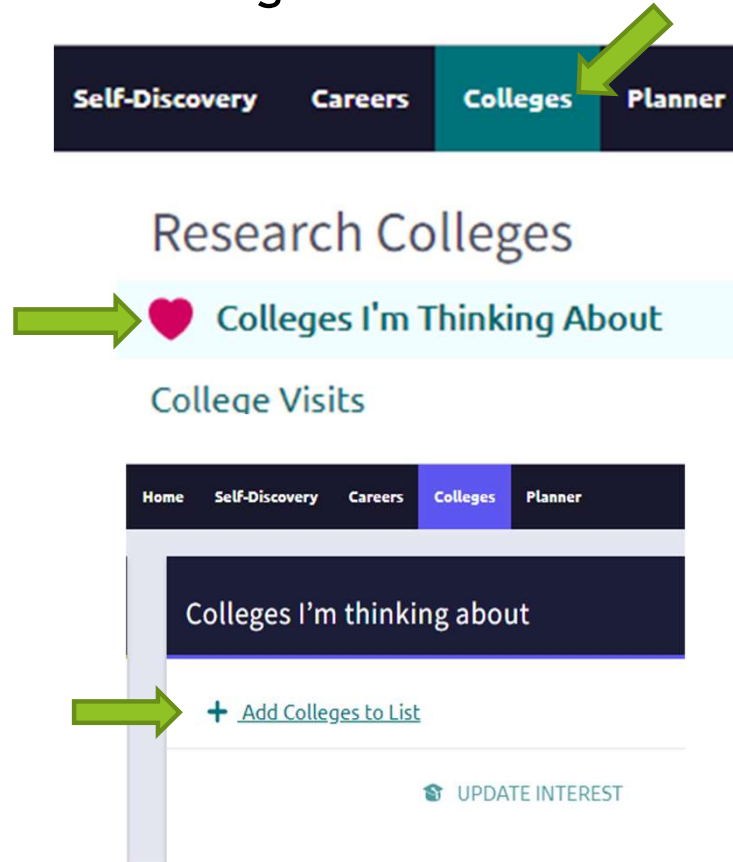 Self-Discovery Careers Colleges Planner
Research Colleges
Colleges I'm Thinking About
College Visits
Home Self-Discovery Careers Colleges Planner
Colleges I'm thinking about
+ Add Colleges to List
UPDATE INTEREST